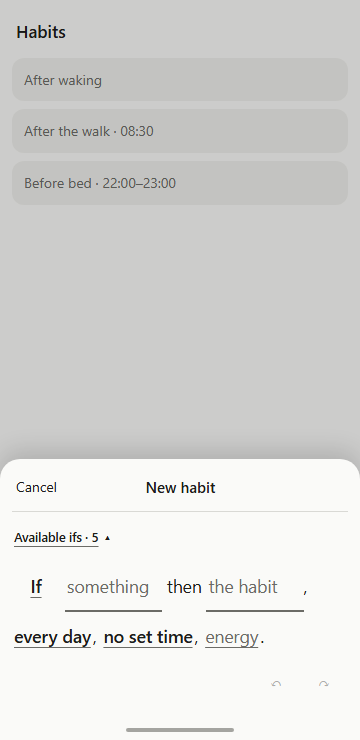 Habits
After waking
After the walk · 08:30
Before bed · 22:00–23:00
Cancel New habit
Available ifs · 5 ▲
If something then the habit ,
every day, no set time, energy.